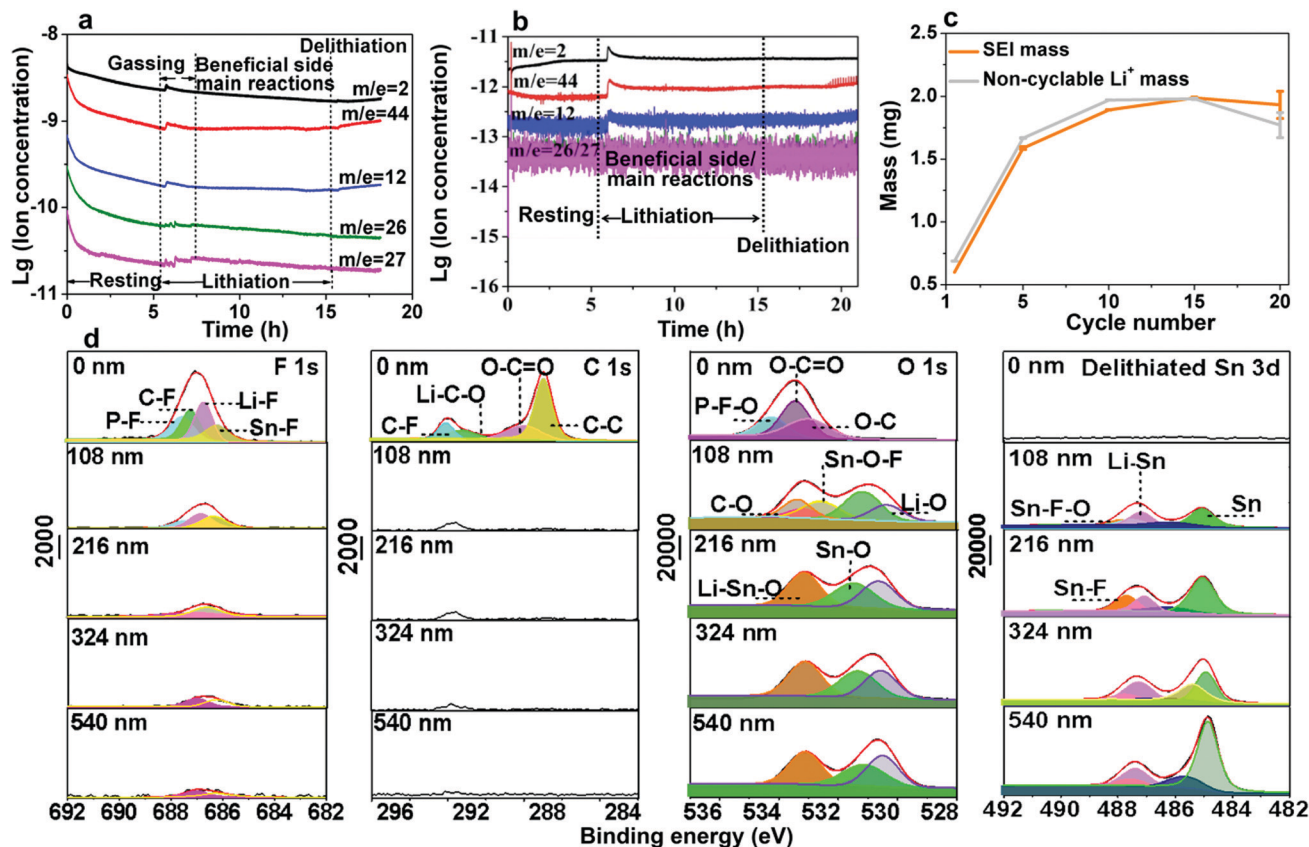 a
-8
-9
-10
-11
Lg (Ion concentration)
Delithiation
Gassing
Beneficial side
main reactions
m/e=2
m/e=44
m/e=12
m/e=26
m/e=27
Resting
Lithiation
0 5 10 15 20
Time (h)
b
-11
-12
-13
-14
-15
-16
Lg (Ion concentration)
m/e=2
m/e=44
m/e=12
m/e=26/27
Beneficial side/
main reactions
Resting
Lithiation
Delithiation
0 5 10 15 20
Time (h)
c
2.5
2.0
1.5
1.0
0.5
Mass (mg)
SEI mass
Non-cyclable Li⁺ mass
1 5 10 15 20
Cycle number
d
0 nm F 1s
C-F
Li-F
P-F
Sn-F
108 nm
216 nm
324 nm
540 nm
20000
692 690 688 686 684 682
0 nm C 1s
O-C=O
Li-C-O
C-F
C-C
108 nm
216 nm
324 nm
540 nm
20000
296 292 288 284
0 nm O 1s
O-C=O
P-F-O
O-C
108 nm
Sn-O-F
C-O
Li-O
216 nm
Sn-O
Li-Sn-O
324 nm
540 nm
20000
536 534 532 530 528
0 nm
Delithiated Sn 3d
108 nm
Li-Sn
Sn-F-O
Sn
216 nm
Sn-F
324 nm
540 nm
20000
492 490 488 486 484 482
Binding energy (eV)